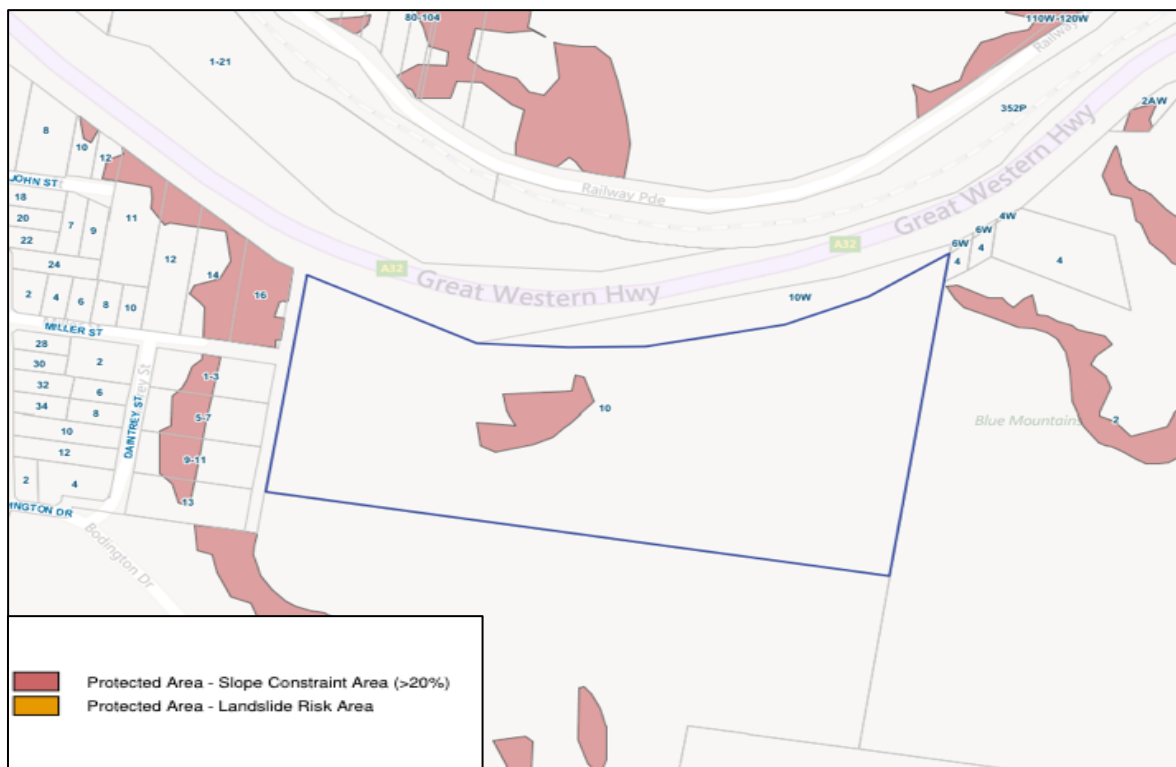 80-104
110W-120W
Railway
1-21
2AW
352P
8
10
12
Great Western Hwy
Railway Pde
JOHN ST
18
20
7
9
11
22
4W
6W
6W
4
4
4
24
12
14
A32
A32
16
2
4
6
8
10
Great Western Hwy
10W
MILLER ST
28
2
30
1-3
32
6
34
8
5-7
10
10
DAINTREY ST
ey St
Blue Mountains
2
12
9-11
2
4
13
NGTON DR
Bodington Dr
Protected Area - Slope Constraint Area (>20%)
Protected Area - Landslide Risk Area